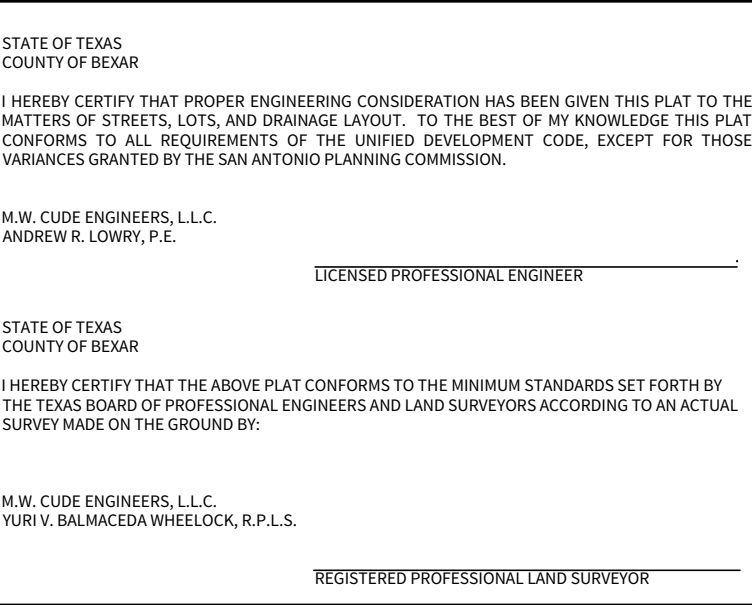 STATE OF TEXAS
COUNTY OF BEXAR
I HEREBY CERTIFY THAT PROPER ENGINEERING CONSIDERATION HAS BEEN GIVEN THIS PLAT TO THE
MATTERS OF STREETS, LOTS, AND DRAINAGE LAYOUT. TO THE BEST OF MY KNOWLEDGE THIS PLAT
CONFORMS TO ALL REQUIREMENTS OF THE UNIFIED DEVELOPMENT CODE, EXCEPT FOR THOSE
VARIANCES GRANTED BY THE SAN ANTONIO PLANNING COMMISSION.
M.W. CUDE ENGINEERS, L.L.C.
ANDREW R. LOWRY, P.E.
.
LICENSED PROFESSIONAL ENGINEER
STATE OF TEXAS
COUNTY OF BEXAR
I HEREBY CERTIFY THAT THE ABOVE PLAT CONFORMS TO THE MINIMUM STANDARDS SET FORTH BY
THE TEXAS BOARD OF PROFESSIONAL ENGINEERS AND LAND SURVEYORS ACCORDING TO AN ACTUAL
SURVEY MADE ON THE GROUND BY:
M.W. CUDE ENGINEERS, L.L.C.
YURI V. BALMACEDA WHEELOCK, R.P.L.S.
REGISTERED PROFESSIONAL LAND SURVEYOR